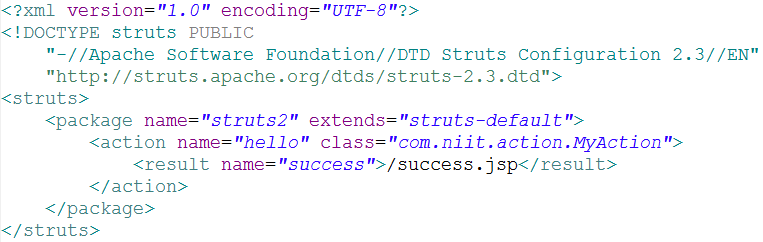 <?xml version="1.0" encoding="UTF-8"?>
<!DOCTYPE struts PUBLIC
    "-//Apache Software Foundation//DTD Struts Configuration 2.3//EN"
    "http://struts.apache.org/dtds/struts-2.3.dtd">
<struts>
    <package name="struts2" extends="struts-default">
        <action name="hello" class="com.niit.action.MyAction">
            <result name="success">/success.jsp</result>
        </action>
    </package>
</struts>